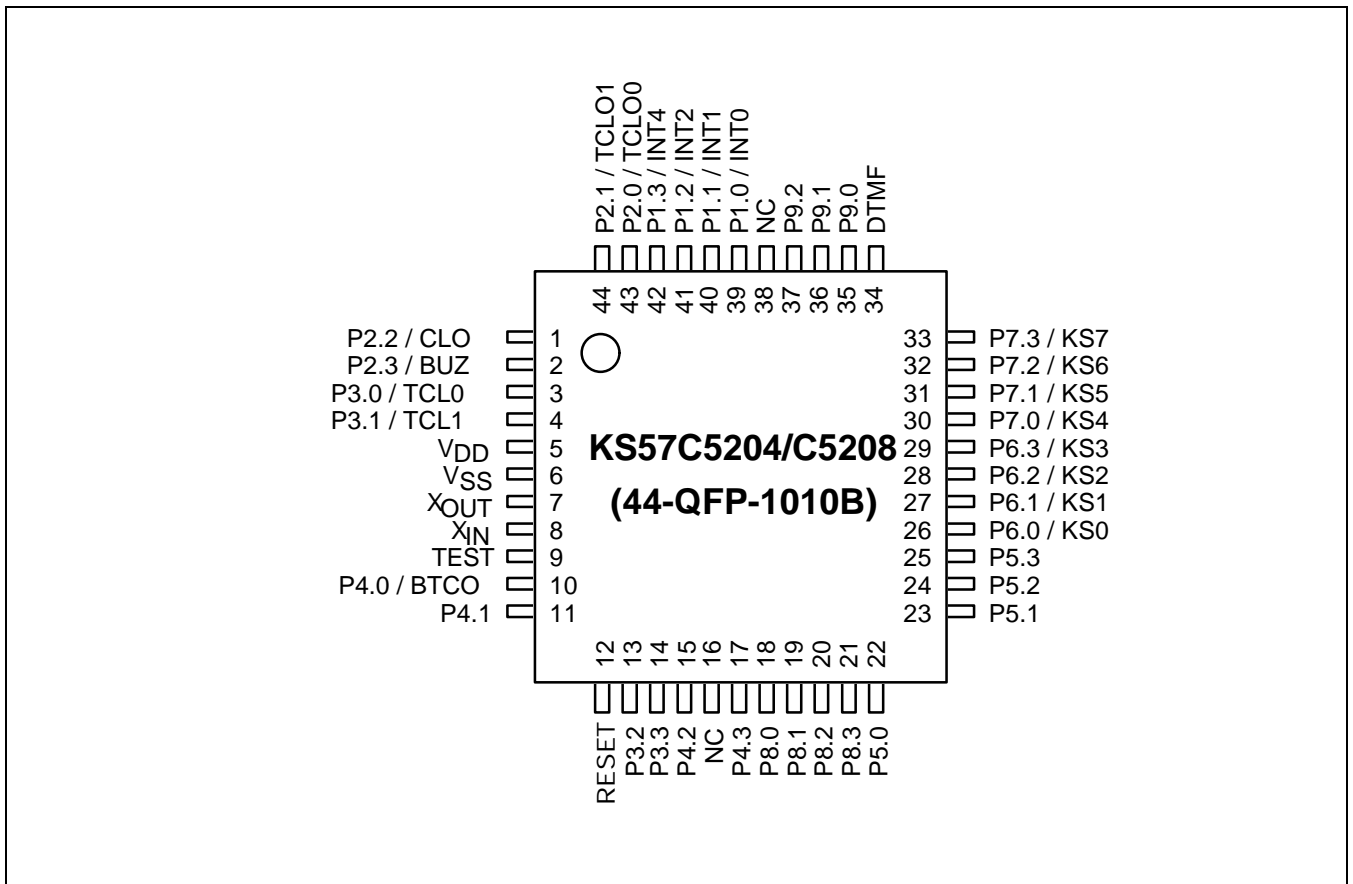 P2.1 / TCLO1
P2.0 / TCLO0
P1.3 / INT4
P1.2 / INT2
P1.1 / INT1
P1.0 / INT0
NC
P9.2
P9.1
P9.0
DTMF
44
43
42
41
40
39
38
37
36
35
34
P2.2 / CLO 1
P2.3 / BUZ 2
P3.0 / TCL0 3
P3.1 / TCL1 4
VDD 5
VSS 6
XOUT 7
XIN 8
TEST 9
P4.0 / BTCO 10
P4.1 11
KS57C5204/C5208
(44-QFP-1010B)
33 P7.3 / KS7
32 P7.2 / KS6
31 P7.1 / KS5
30 P7.0 / KS4
29 P6.3 / KS3
28 P6.2 / KS2
27 P6.1 / KS1
26 P6.0 / KS0
25 P5.3
24 P5.2
23 P5.1
12
13
14
15
16
17
18
19
20
21
22
RESET
P3.2
P3.3
P4.2
NC
P4.3
P8.0
P8.1
P8.2
P8.3
P5.0